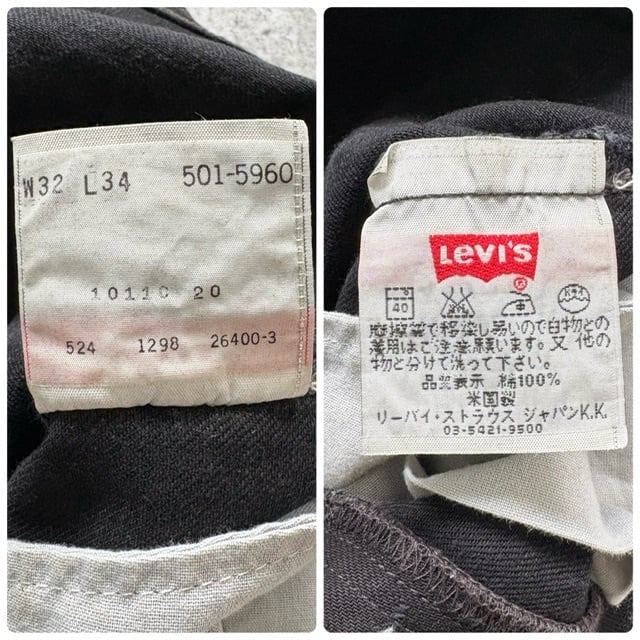 W32 L34 501-5960
10110 20
524 1298 26400-3
LEVI'S
®
40
摩擦等で移染し易いので白物との
着用はご注意願います。又、他の
物と分けて洗って下さい。
品質表示 綿100%
米国製
リーバイ・ストラウス ジャパンK.K.
03-5421-9500